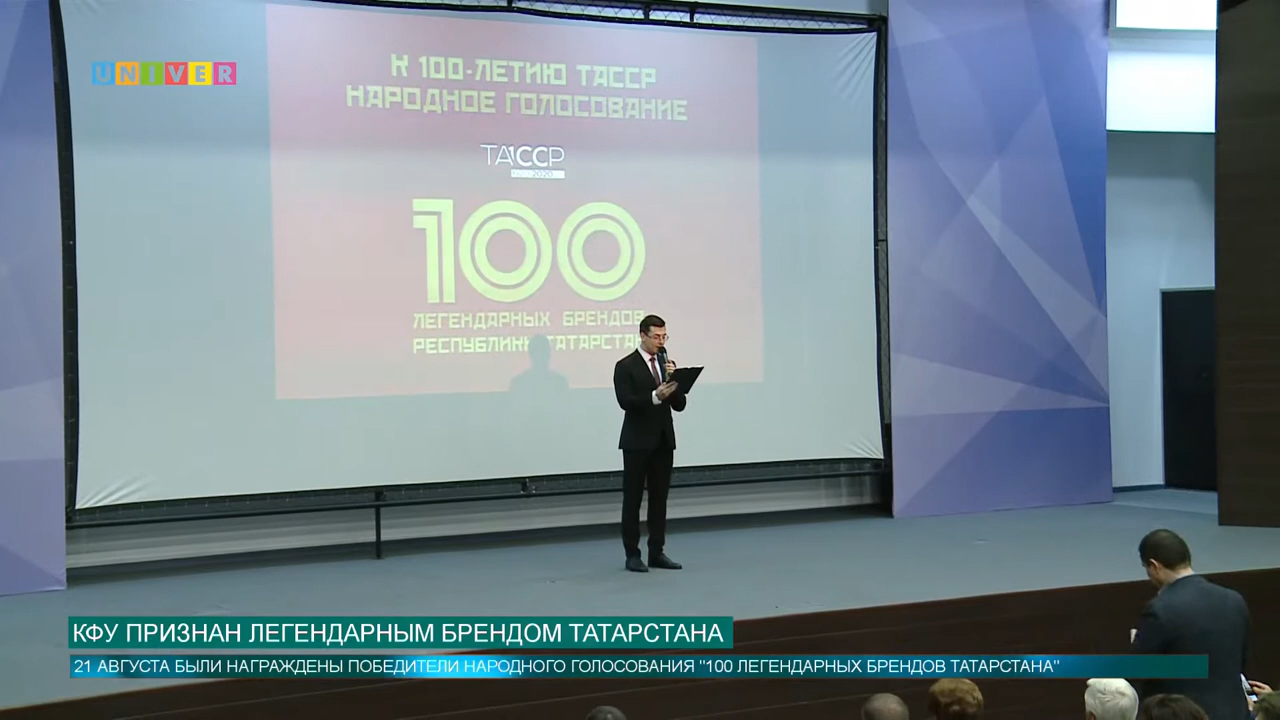 UNIVER
К 100-ЛЕТИЮ ТАССР
НАРОДНОЕ ГОЛОСОВАНИЕ
ТАССР
2020
100
ЛЕГЕНДАРНЫХ БРЕНДОВ
РЕСПУБЛИКИ ТАТАРСТАН
КФУ ПРИЗНАН ЛЕГЕНДАРНЫМ БРЕНДОМ ТАТАРСТАНА
21 АВГУСТА БЫЛИ НАГРАЖДЕНЫ ПОБЕДИТЕЛИ НАРОДНОГО ГОЛОСОВАНИЯ "100 ЛЕГЕНДАРНЫХ БРЕНДОВ ТАТАРСТАНА"